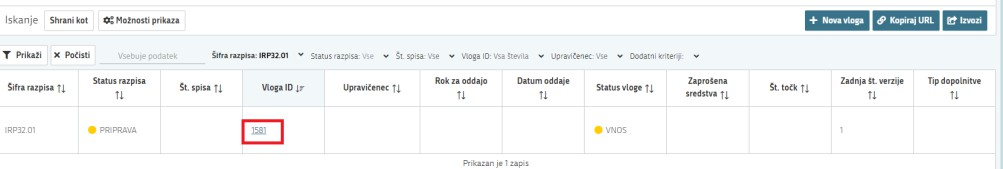 Iskanje Shrani kot Možnosti prikaza + Nova vloga Kopiraj URL Izvozi
Prikaži × Počisti Vsebuje podatek Šifra razpisa: IRP32.01 Status razpisa: Vse Št. spisa: Vse Vloga ID: Vsa števila Upravičenec: Vse Dodatni kriteriji:
Šifra razpisa ↑↓ Status razpisa ↑↓ Št. spisa ↑↓ Vloga ID Upravičenec ↑↓ Rok za oddajo ↑↓ Datum oddaje ↑↓ Status vloge ↑↓ Zaprošena sredstva ↑↓ Št. točk ↑↓ Zadnja št. verzije ↑↓ Tip dopolnitve ↑↓
IRP32.01 PRIPRAVA 1581 VNOS 1
Prikazan je 1 zapis